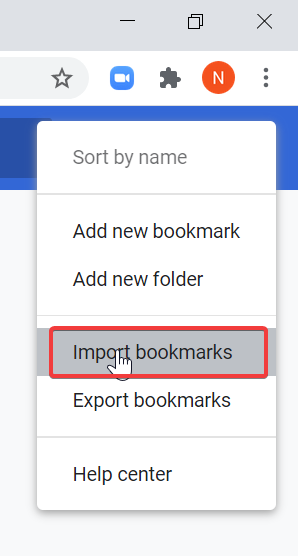 N
Sort by name
Add new bookmark
Add new folder
Import bookmarks
Export bookmarks
Help center